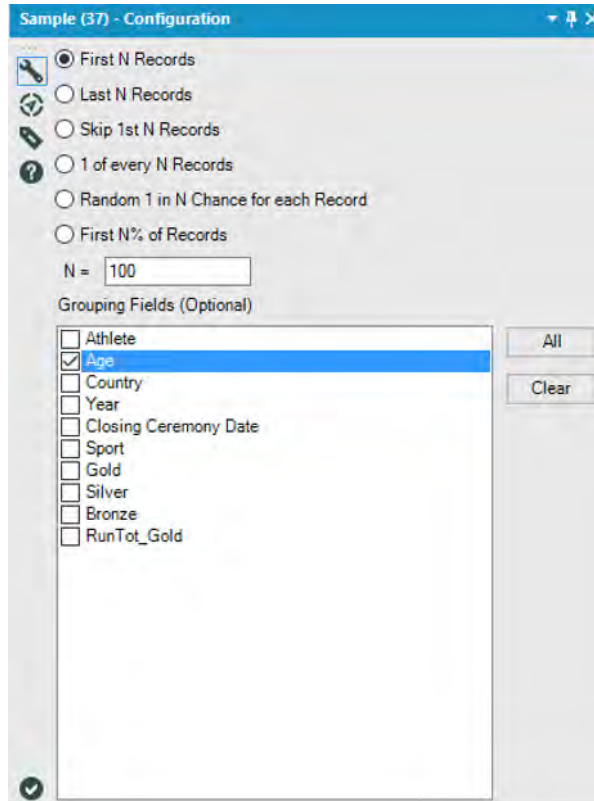 Sample (37) - Configuration
First N Records
Last N Records
Skip 1st N Records
1 of every N Records
Random 1 in N Chance for each Record
First N% of Records
N = 100
Grouping Fields (Optional)
Athlete
All
Age
Country
Clear
Year
Closing Ceremony Date
Sport
Gold
Silver
Bronze
RunTot_Gold